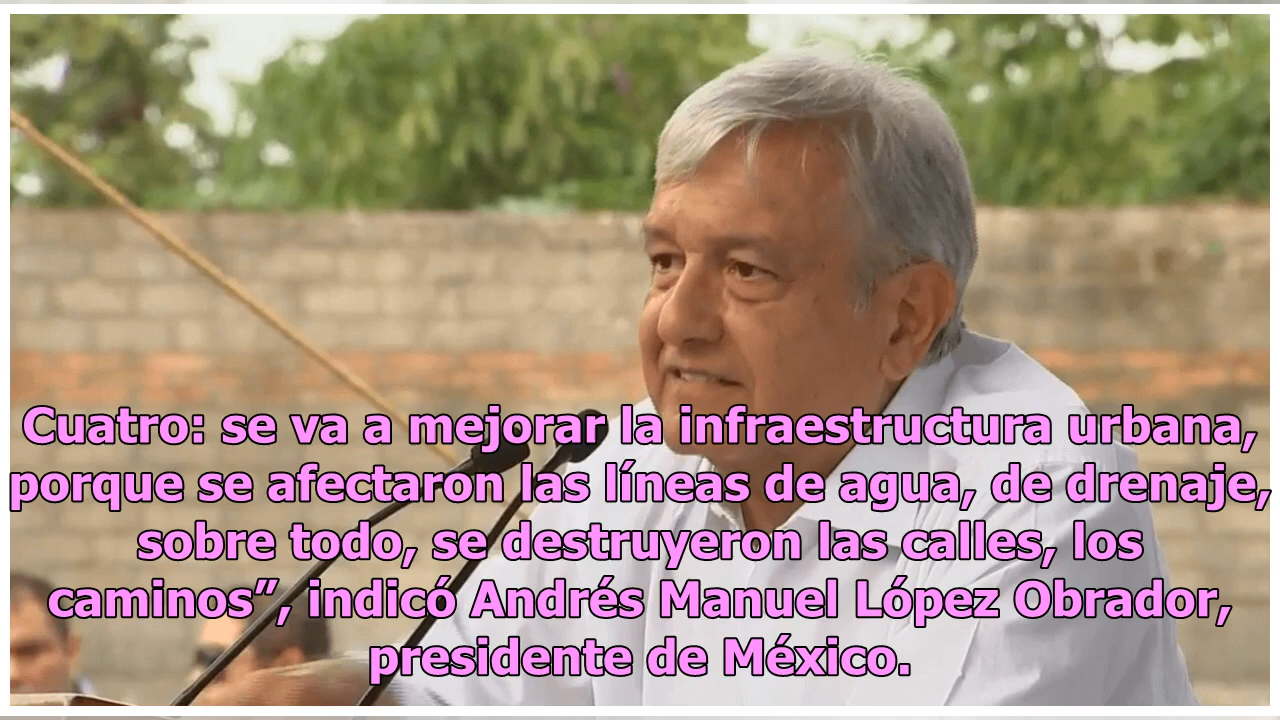 Cuatro: se va a mejorar la infraestructura urbana,
porque se afectaron las líneas de agua, de drenaje,
sobre todo, se destruyeron las calles, los
caminos”, indicó Andrés Manuel López Obrador,
presidente de México.